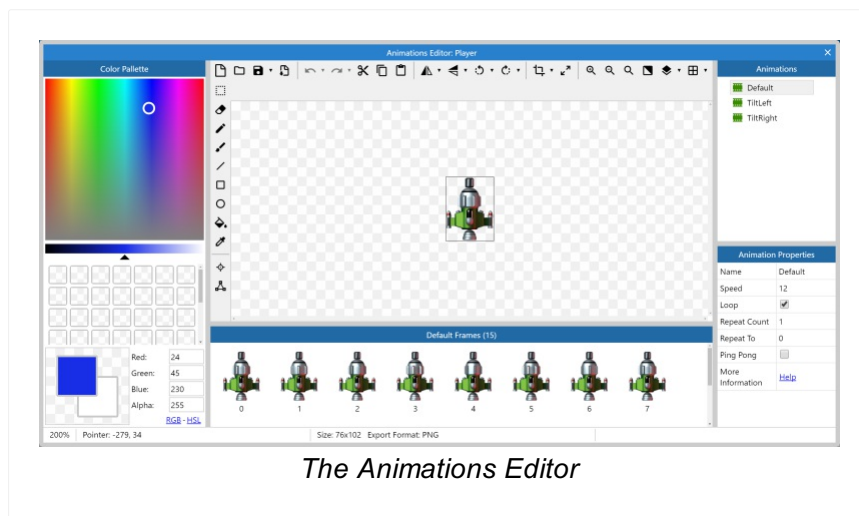 Animations Editor: Player
Color Pallette
Animations
Default
TiltLeft
TiltRight
Animation Properties
Name Default
Speed 12
Loop
Repeat Count 1
Repeat To 0
Ping Pong
More Information Help
Default Frames (15)
0 1 2 3 4 5 6 7
Red: 24
Green: 45
Blue: 230
Alpha: 255
RGB - HSL
200% Pointer: -279, 34 Size: 76x102 Export Format: PNG
The Animations Editor